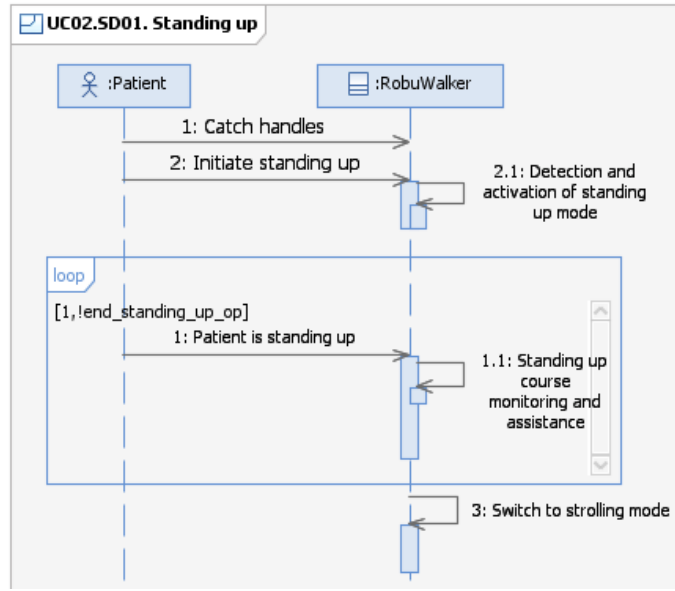 UC02.SD01. Standing up
:Patient
:RobuWalker
1: Catch handles
2: Initiate standing up
2.1: Detection and
activation of standing
up mode
loop
[1,!end_standing_up_op]
1: Patient is standing up
1.1: Standing up
course
monitoring and
assistance
3: Switch to strolling mode